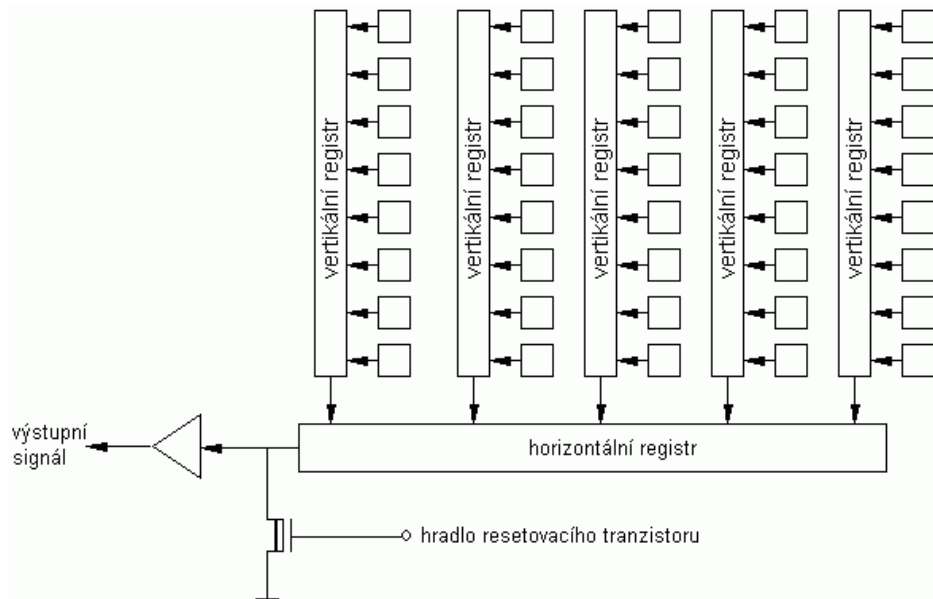 vertikální registr
vertikální registr
vertikální registr
vertikální registr
vertikální registr
výstupní
signál
horizontální registr
hradlo resetovacího tranzistoru